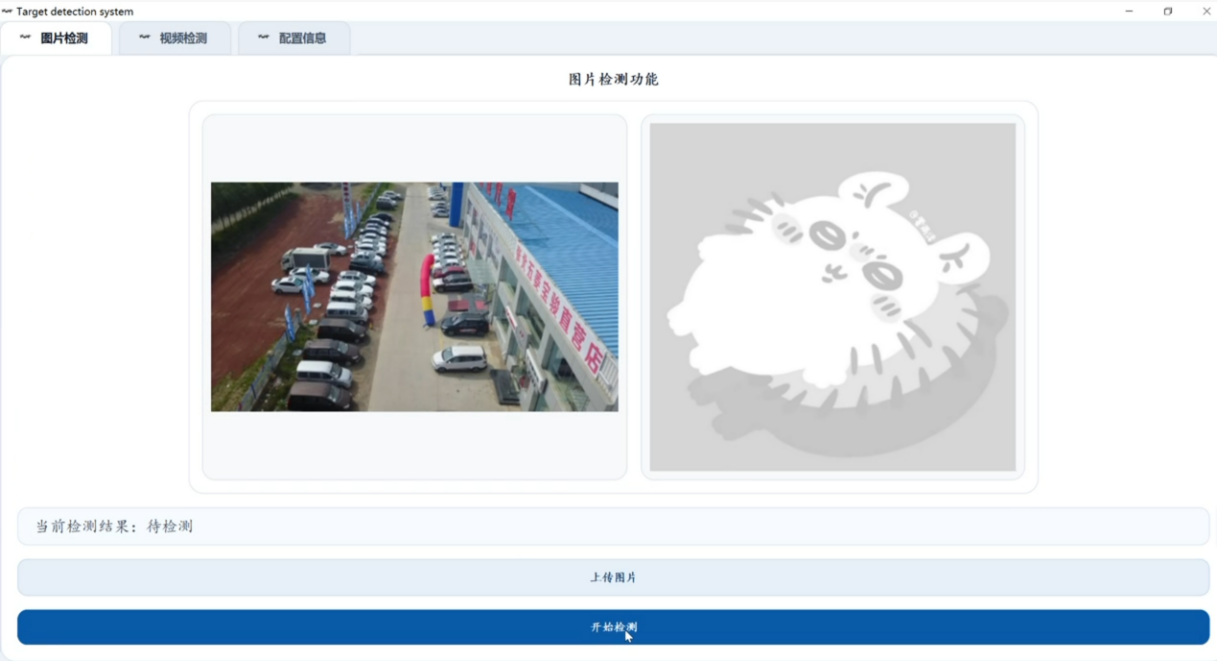 Target detection system
图片检测
视频检测
配置信息
图片检测功能
当前检测结果：待检测
上传图片
开始检测